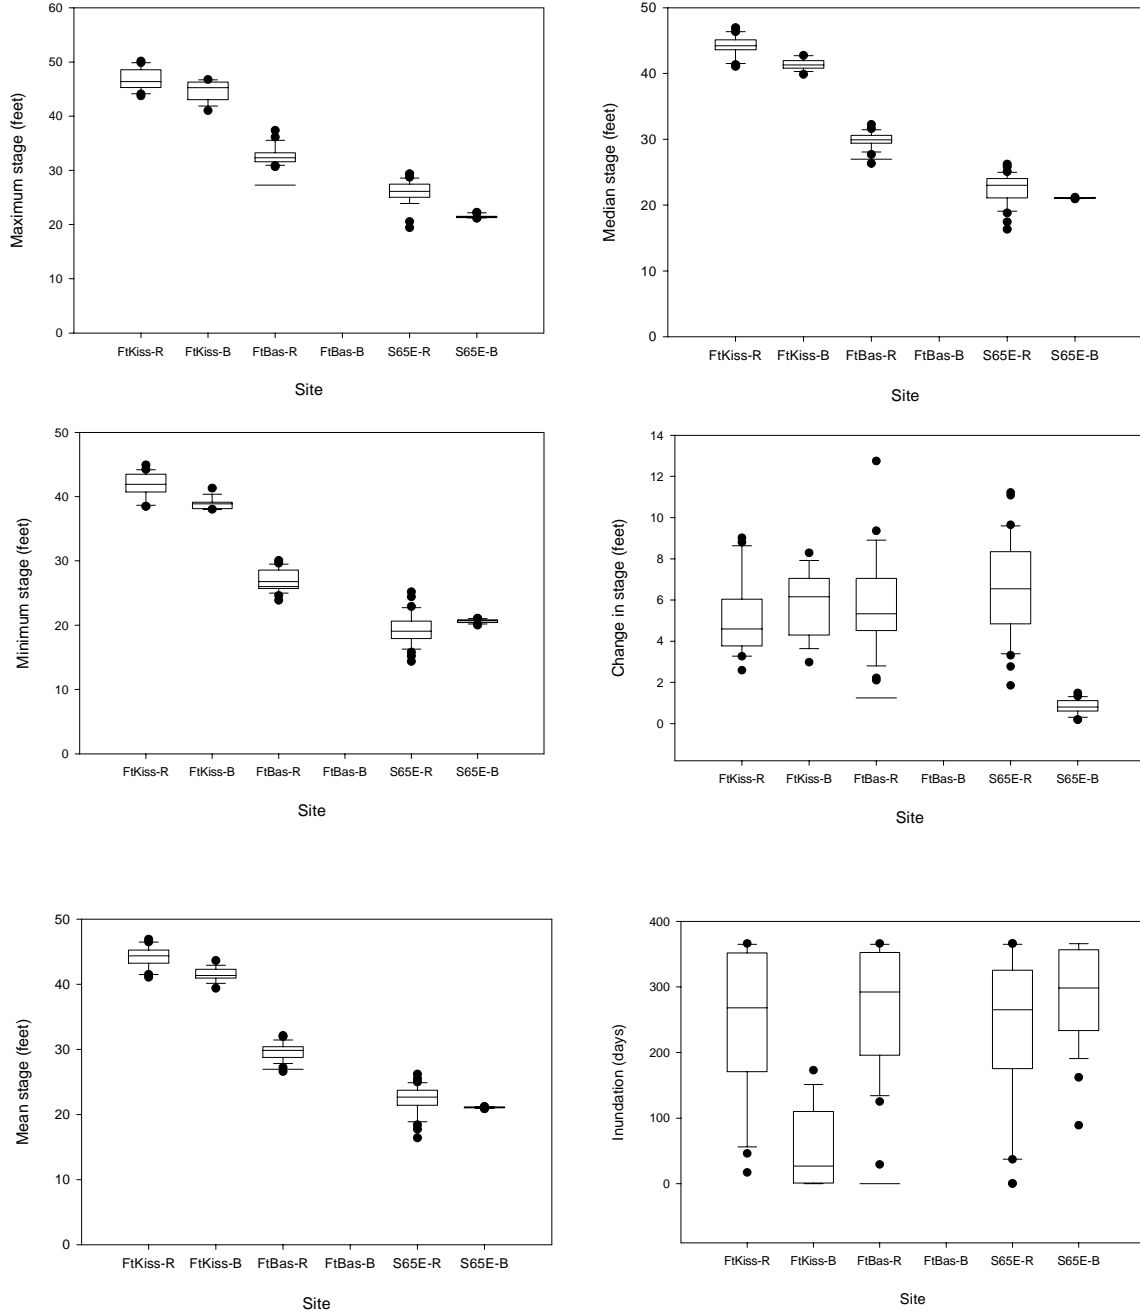 60
50
40
30
20
10
0
Maximum stage (feet)
FtKiss-R FtKiss-B FtBas-R FtBas-B S65E-R S65E-B
Site
50
40
30
20
10
0
Median stage (feet)
FtKiss-R FtKiss-B FtBas-R FtBas-B S65E-R S65E-B
Site
50
40
30
20
10
0
Minimum stage (feet)
FtKiss-R FtKiss-B FtBas-R FtBas-B S65E-R S65E-B
Site
14
12
10
8
6
4
2
0
Change in stage (feet)
FtKiss-R FtKiss-B FtBas-R FtBas-B S65E-R S65E-B
Site
50
40
30
20
10
0
Mean stage (feet)
FtKiss-R FtKiss-B FtBas-R FtBas-B S65E-R S65E-B
Site
400
300
200
100
0
Inundation (days)
FtKiss-R FtKiss-B FtBas-R FtBas-B S65E-R S65E-B
Site